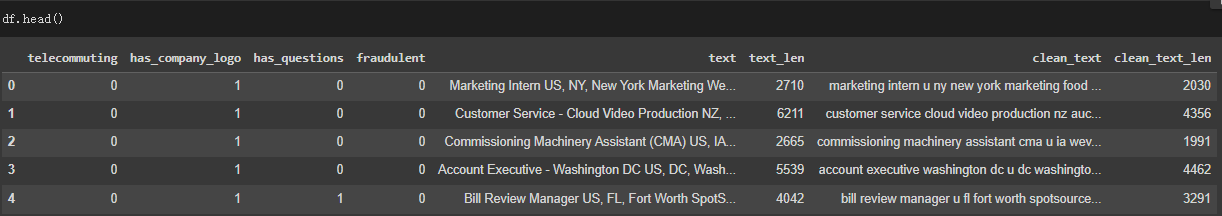 df.head()
telecommuting has_company_logo has_questions fraudulent text text_len clean_text clean_text_len
0 0 1 0 0 Marketing Intern US, NY, New York Marketing We... 2710 marketing intern u ny new york marketing food ... 2030
1 0 1 0 0 Customer Service - Cloud Video Production NZ, ... 6211 customer service cloud video production nz auc... 4356
2 0 1 0 0 Commissioning Machinery Assistant (CMA) US, IA... 2665 commissioning machinery assistant cma u ia wev... 1991
3 0 1 0 0 Account Executive - Washington DC US, DC, Wash... 5539 account executive washington dc u dc washingto... 4462
4 0 1 1 0 Bill Review Manager US, FL, Fort Worth SpotS... 4042 bill review manager u fl fort worth spotsource... 3291